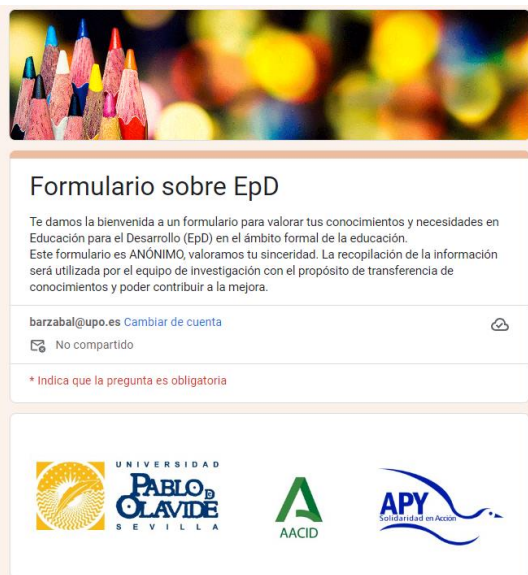 Formulario sobre EpD
Te damos la bienvenida a un formulario para valorar tus conocimientos y necesidades en
Educación para el Desarrollo (EpD) en el ámbito formal de la educación.
Este formulario es ANÓNIMO, valoramos tu sinceridad. La recopilación de la información
será utilizada por el equipo de investigación con el propósito de transferencia de
conocimientos y poder contribuir a la mejora.
barzabal@upo.es Cambiar de cuenta
No compartido
* Indica que la pregunta es obligatoria
UNIVERSIDAD
PABLO DE
OLAVIDE
SEVILLA
AACID
APY
Solidaridad en Acción